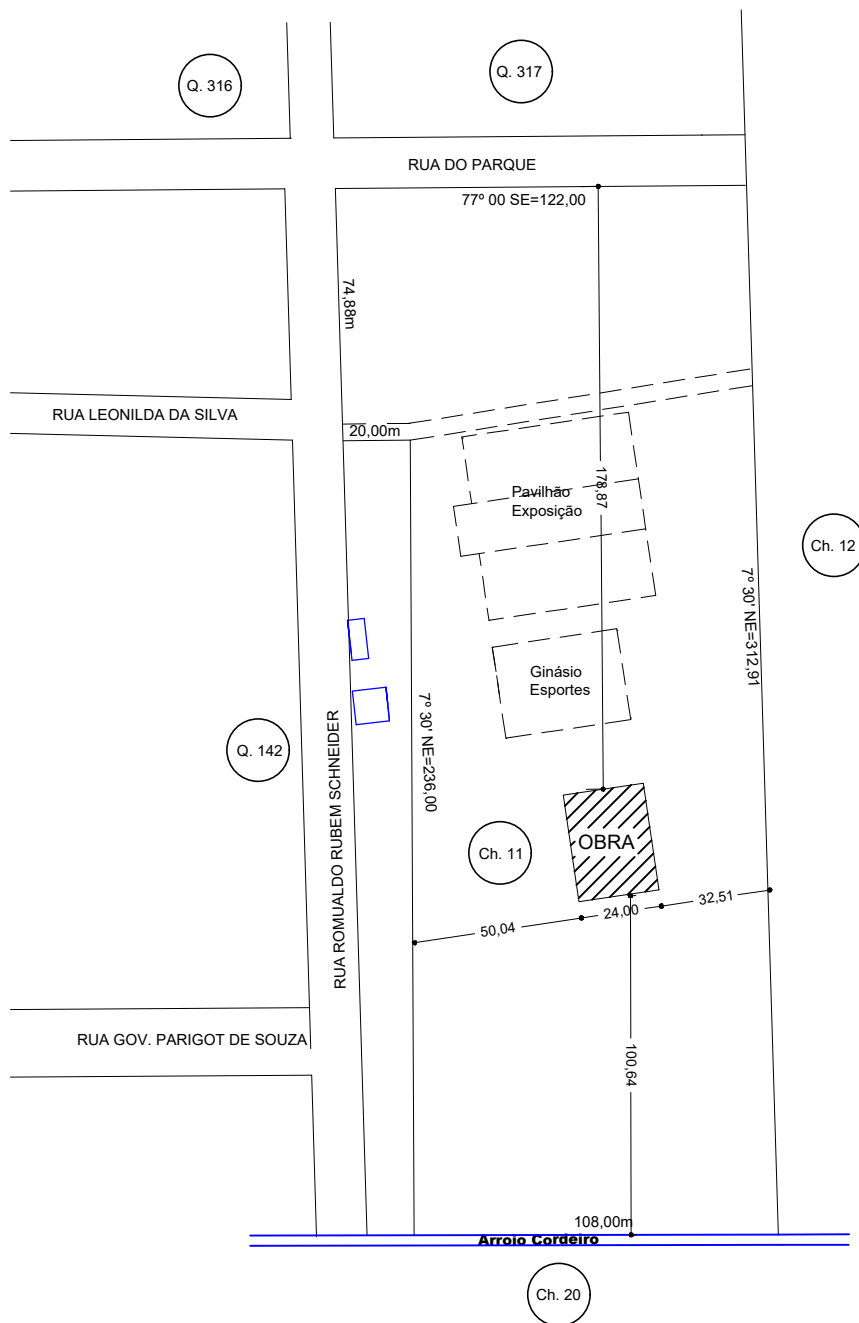 Q. 316
Q. 317
RUA DO PARQUE
77º 00 SE=122,00
74,88m
RUA LEONILDA DA SILVA
20,00m
Pavilhão
Exposição
178,87
Ch. 12
7º 30' NE=312,91
Ginásio
Esportes
7º 30' NE=236,00
Q. 142
RUA ROMUALDO RUBEM SCHNEIDER
OBRA
Ch. 11
50,04
24,00
32,51
RUA GOV. PARIGOT DE SOUZA
100,64
108,00m
Arroio Cordeiro
Ch. 20